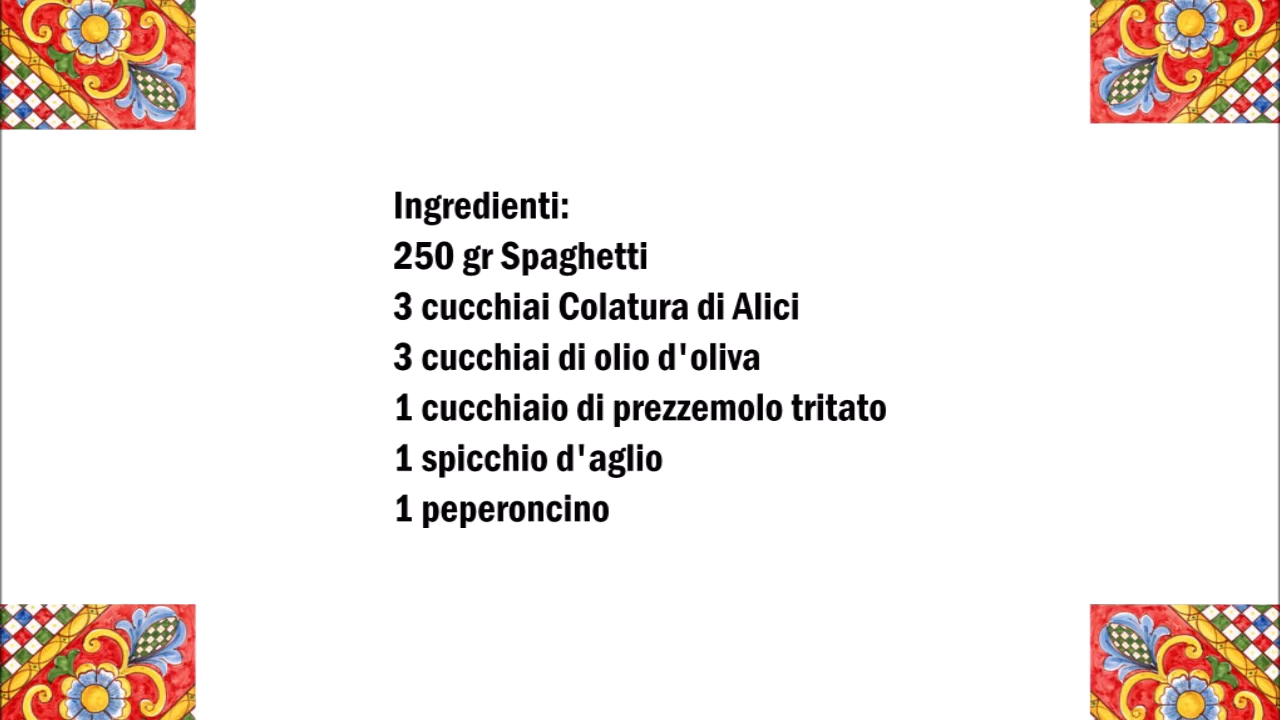 Ingredienti:
250 gr Spaghetti
3 cucchiai Colatura di Alici
3 cucchiai di olio d'oliva
1 cucchiaio di prezzemolo tritato
1 spicchio d'aglio
1 peperoncino